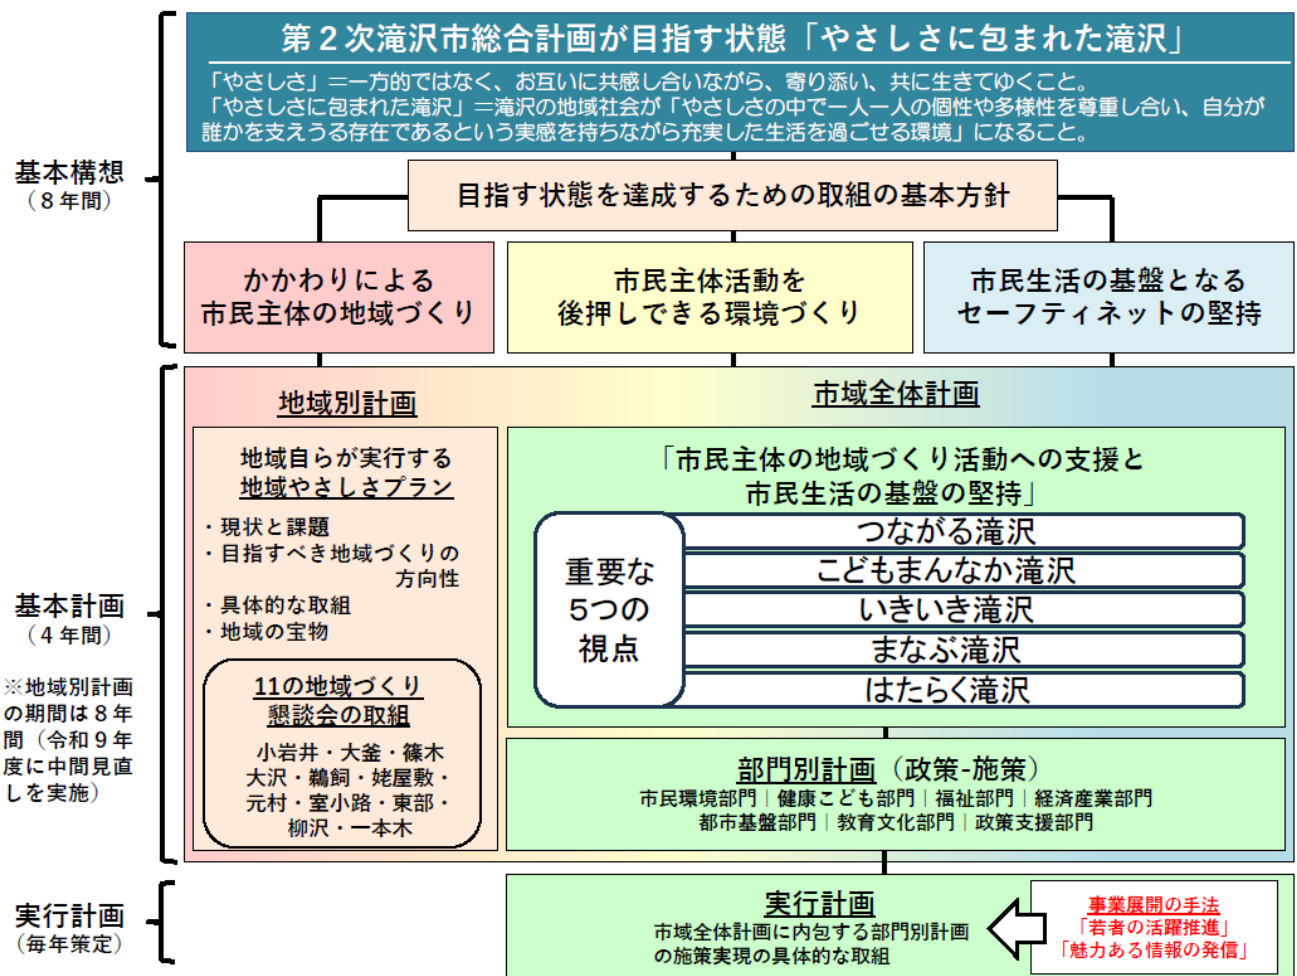 第２次滝沢市総合計画が目指す状態「やさしさに包まれた滝沢」
「やさしさ」＝一方的ではなく、お互いに共感し合いながら、寄り添い、共に生きてゆくこと。
「やさしさに包まれた滝沢」＝滝沢の地域社会が「やさしさの中で一人一人の個性や多様性を尊重し合い、自分が
誰かを支えうる存在であるという実感を持ちながら充実した生活を過ごせる環境」になること。
基本構想
（８年間）
目指す状態を達成するための取組の基本方針
かかわりによる
市民主体の地域づくり
市民主体活動を
後押しできる環境づくり
市民生活の基盤となる
セーフティネットの堅持
基本計画
（４年間）
※地域別計画
の期間は８年
間（令和９年
度に中間見直
しを実施）
地域別計画
地域自らが実行する
地域やさしさプラン
・現状と課題
・目指すべき地域づくりの
方向性
・具体的な取組
・地域の宝物
11の地域づくり
懇談会の取組
小岩井・大釜・篠木
大沢・鵜飼・姥屋敷・
元村・室小路・東部・
柳沢・一本木
市域全体計画
「市民主体の地域づくり活動への支援と
市民生活の基盤の堅持」
重要な
5つの
視点
つながる滝沢
こどもまんなか滝沢
いきいき滝沢
まなぶ滝沢
はたらく滝沢
部門別計画（政策-施策）
市民環境部門｜健康こども部門｜福祉部門｜経済産業部門
都市基盤部門｜教育文化部門｜政策支援部門
実行計画
（毎年策定）
実行計画
市域全体計画に内包する部門別計画
の施策実現の具体的な取組
事業展開の手法
「若者の活躍推進」
「魅力ある情報の発信」